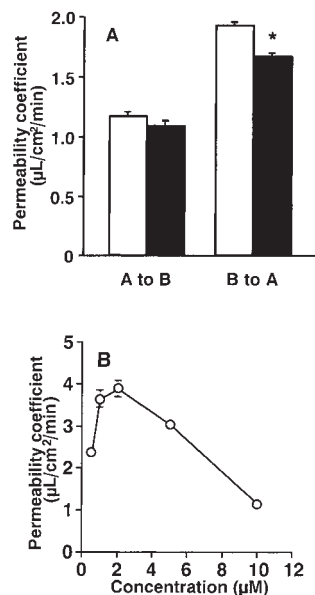 A
Permeability coefficient
(μL/cm²/min)
2.0
1.5
1.0
0.5
0
*
A to B
B to A
B
Permeability coefficient
(μL/cm²/min)
5
4
3
2
1
0
0 2 4 6 8 10 12
Concentration (μM)